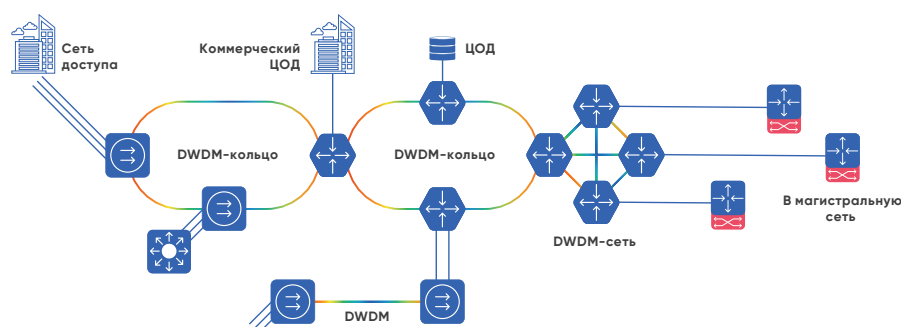 Сеть
доступа
Коммерческий
ЦОД
ЦОД
DWDM-кольцо
DWDM-кольцо
В магистральную
сеть
DWDM-сеть
DWDM